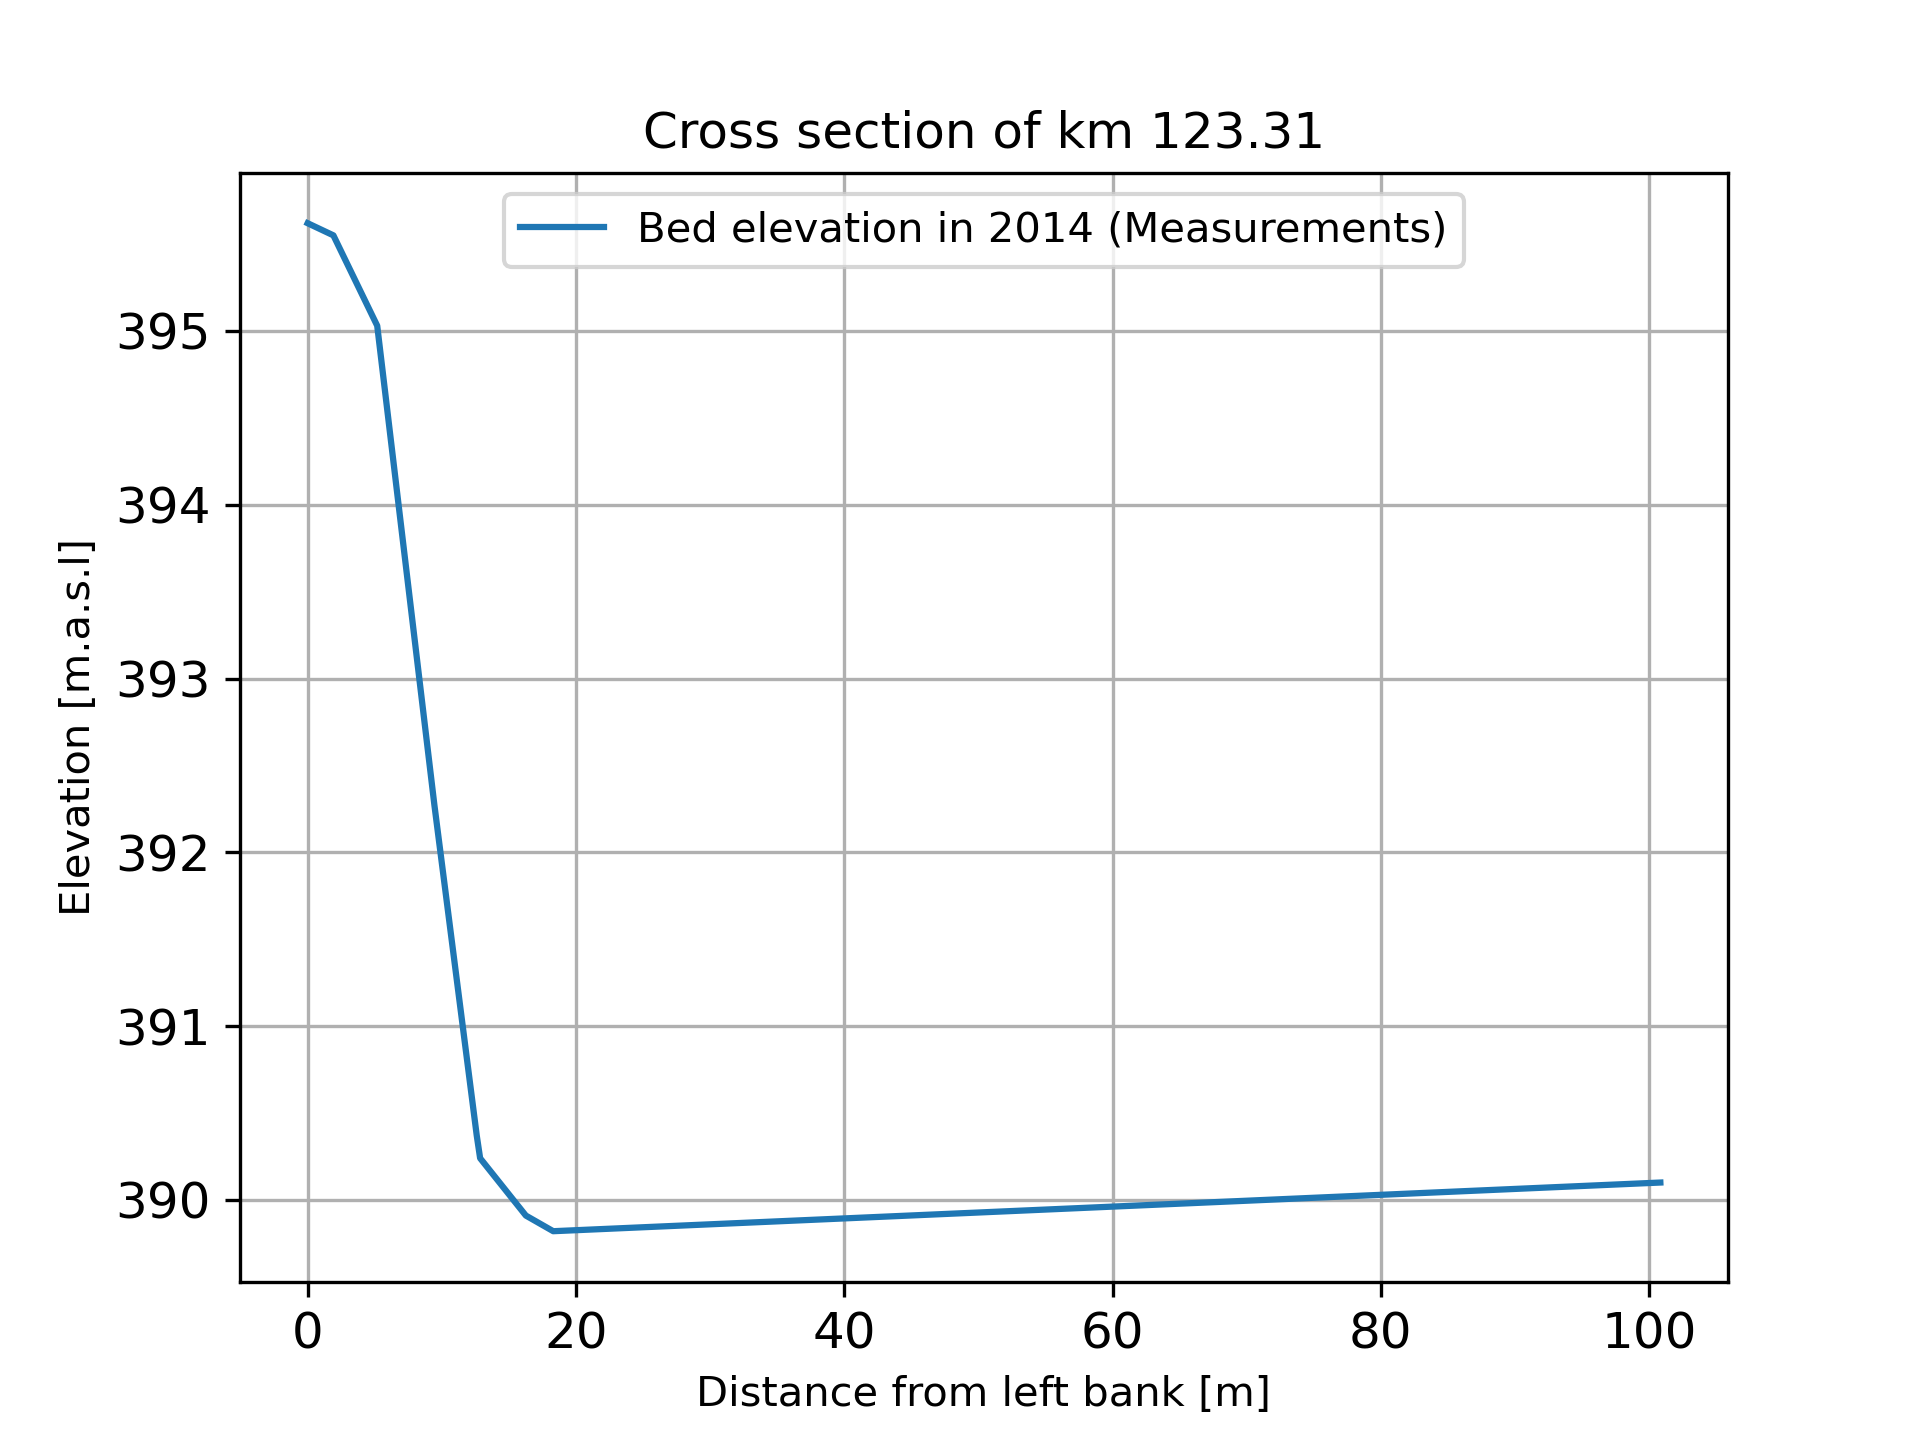 Cross section of km 123.31
Bed elevation in 2014 (Measurements)
395
394
393
392
391
390
Elevation [m.a.s.l]
0 20 40 60 80 100
Distance from left bank [m]